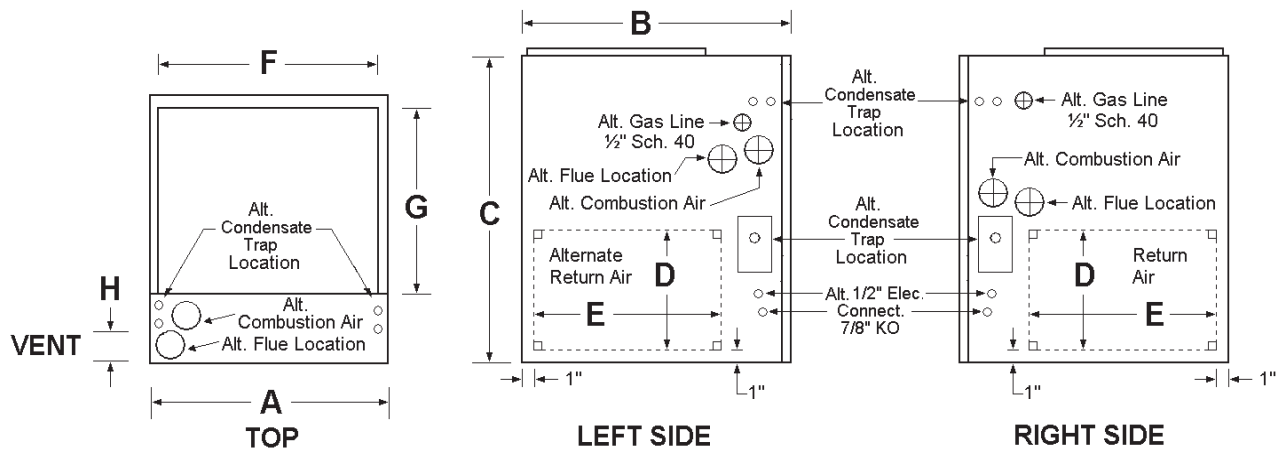 F
G
Alt.
Condensate
Trap
Location
H
VENT
Alt.
Combustion Air
Alt. Flue Location
A
TOP
B
C
Alt. Gas Line
½" Sch. 40
Alt. Flue Location
Alt. Combustion Air
Alternate
Return Air
D
E
1"
1"
LEFT SIDE
Alt.
Condensate
Trap
Location
Alt.
Condensate
Trap
Location
Alt. 1/2" Elec.
Connect.
7/8" KO
Alt. Gas Line
½" Sch. 40
Alt. Combustion Air
Alt. Flue Location
Return
Air
D
E
1"
1"
RIGHT SIDE